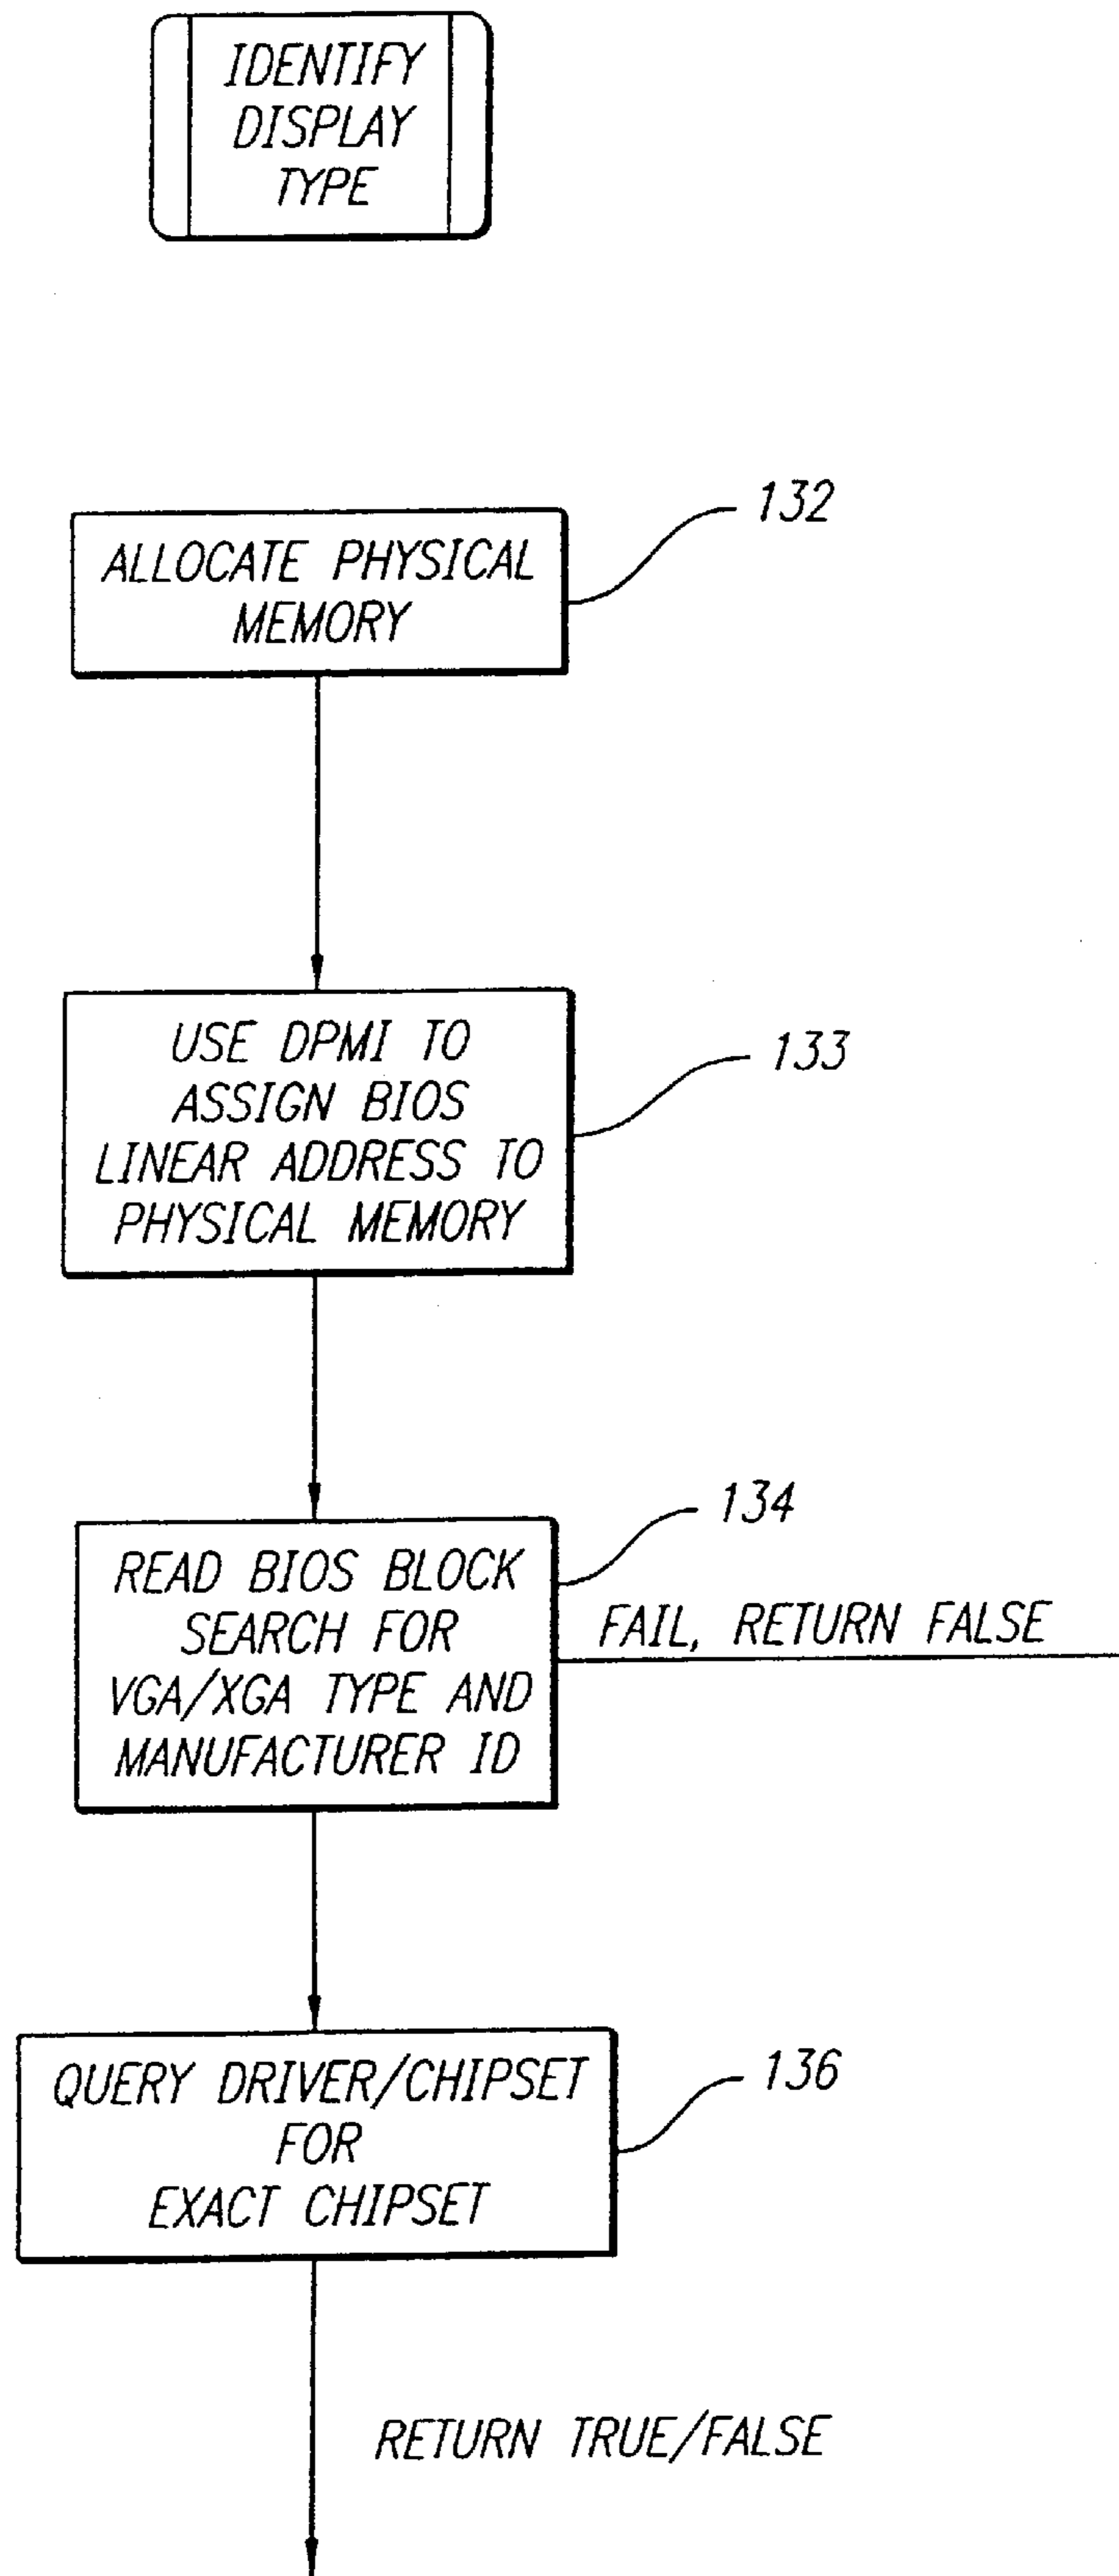 IDENTIFY
DISPLAY
TYPE
132
ALLOCATE PHYSICAL
MEMORY
133
USE DPMI TO
ASSIGN BIOS
LINEAR ADDRESS TO
PHYSICAL MEMORY
134
READ BIOS BLOCK
SEARCH FOR
VGA/XGA TYPE AND
MANUFACTURER ID
FAIL, RETURN FALSE
136
QUERY DRIVER/CHIPSET
FOR
EXACT CHIPSET
RETURN TRUE/FALSE